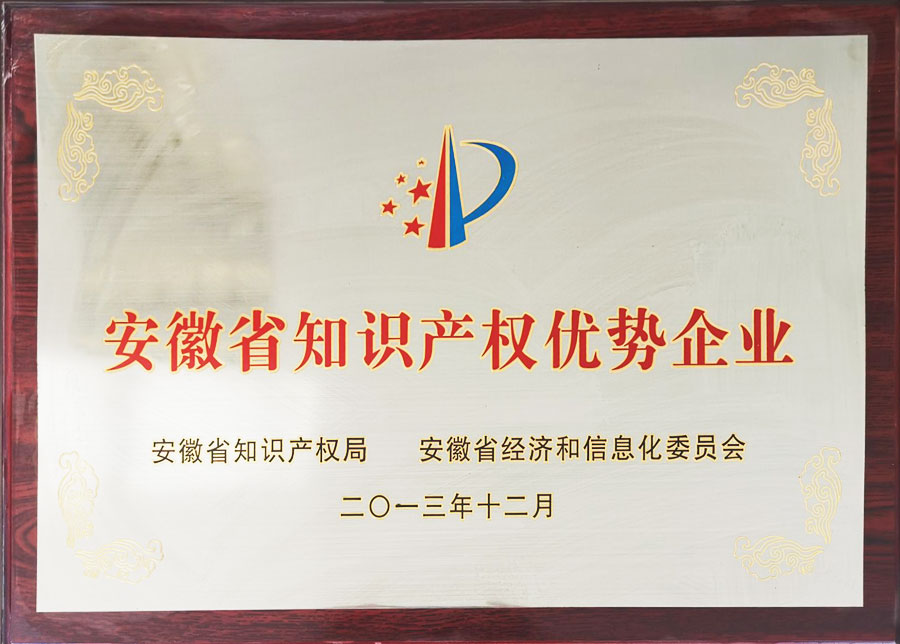 安徽省知识产权优势企业
安徽省知识产权局 安徽省经济和信息化委员会
二〇一三年十二月